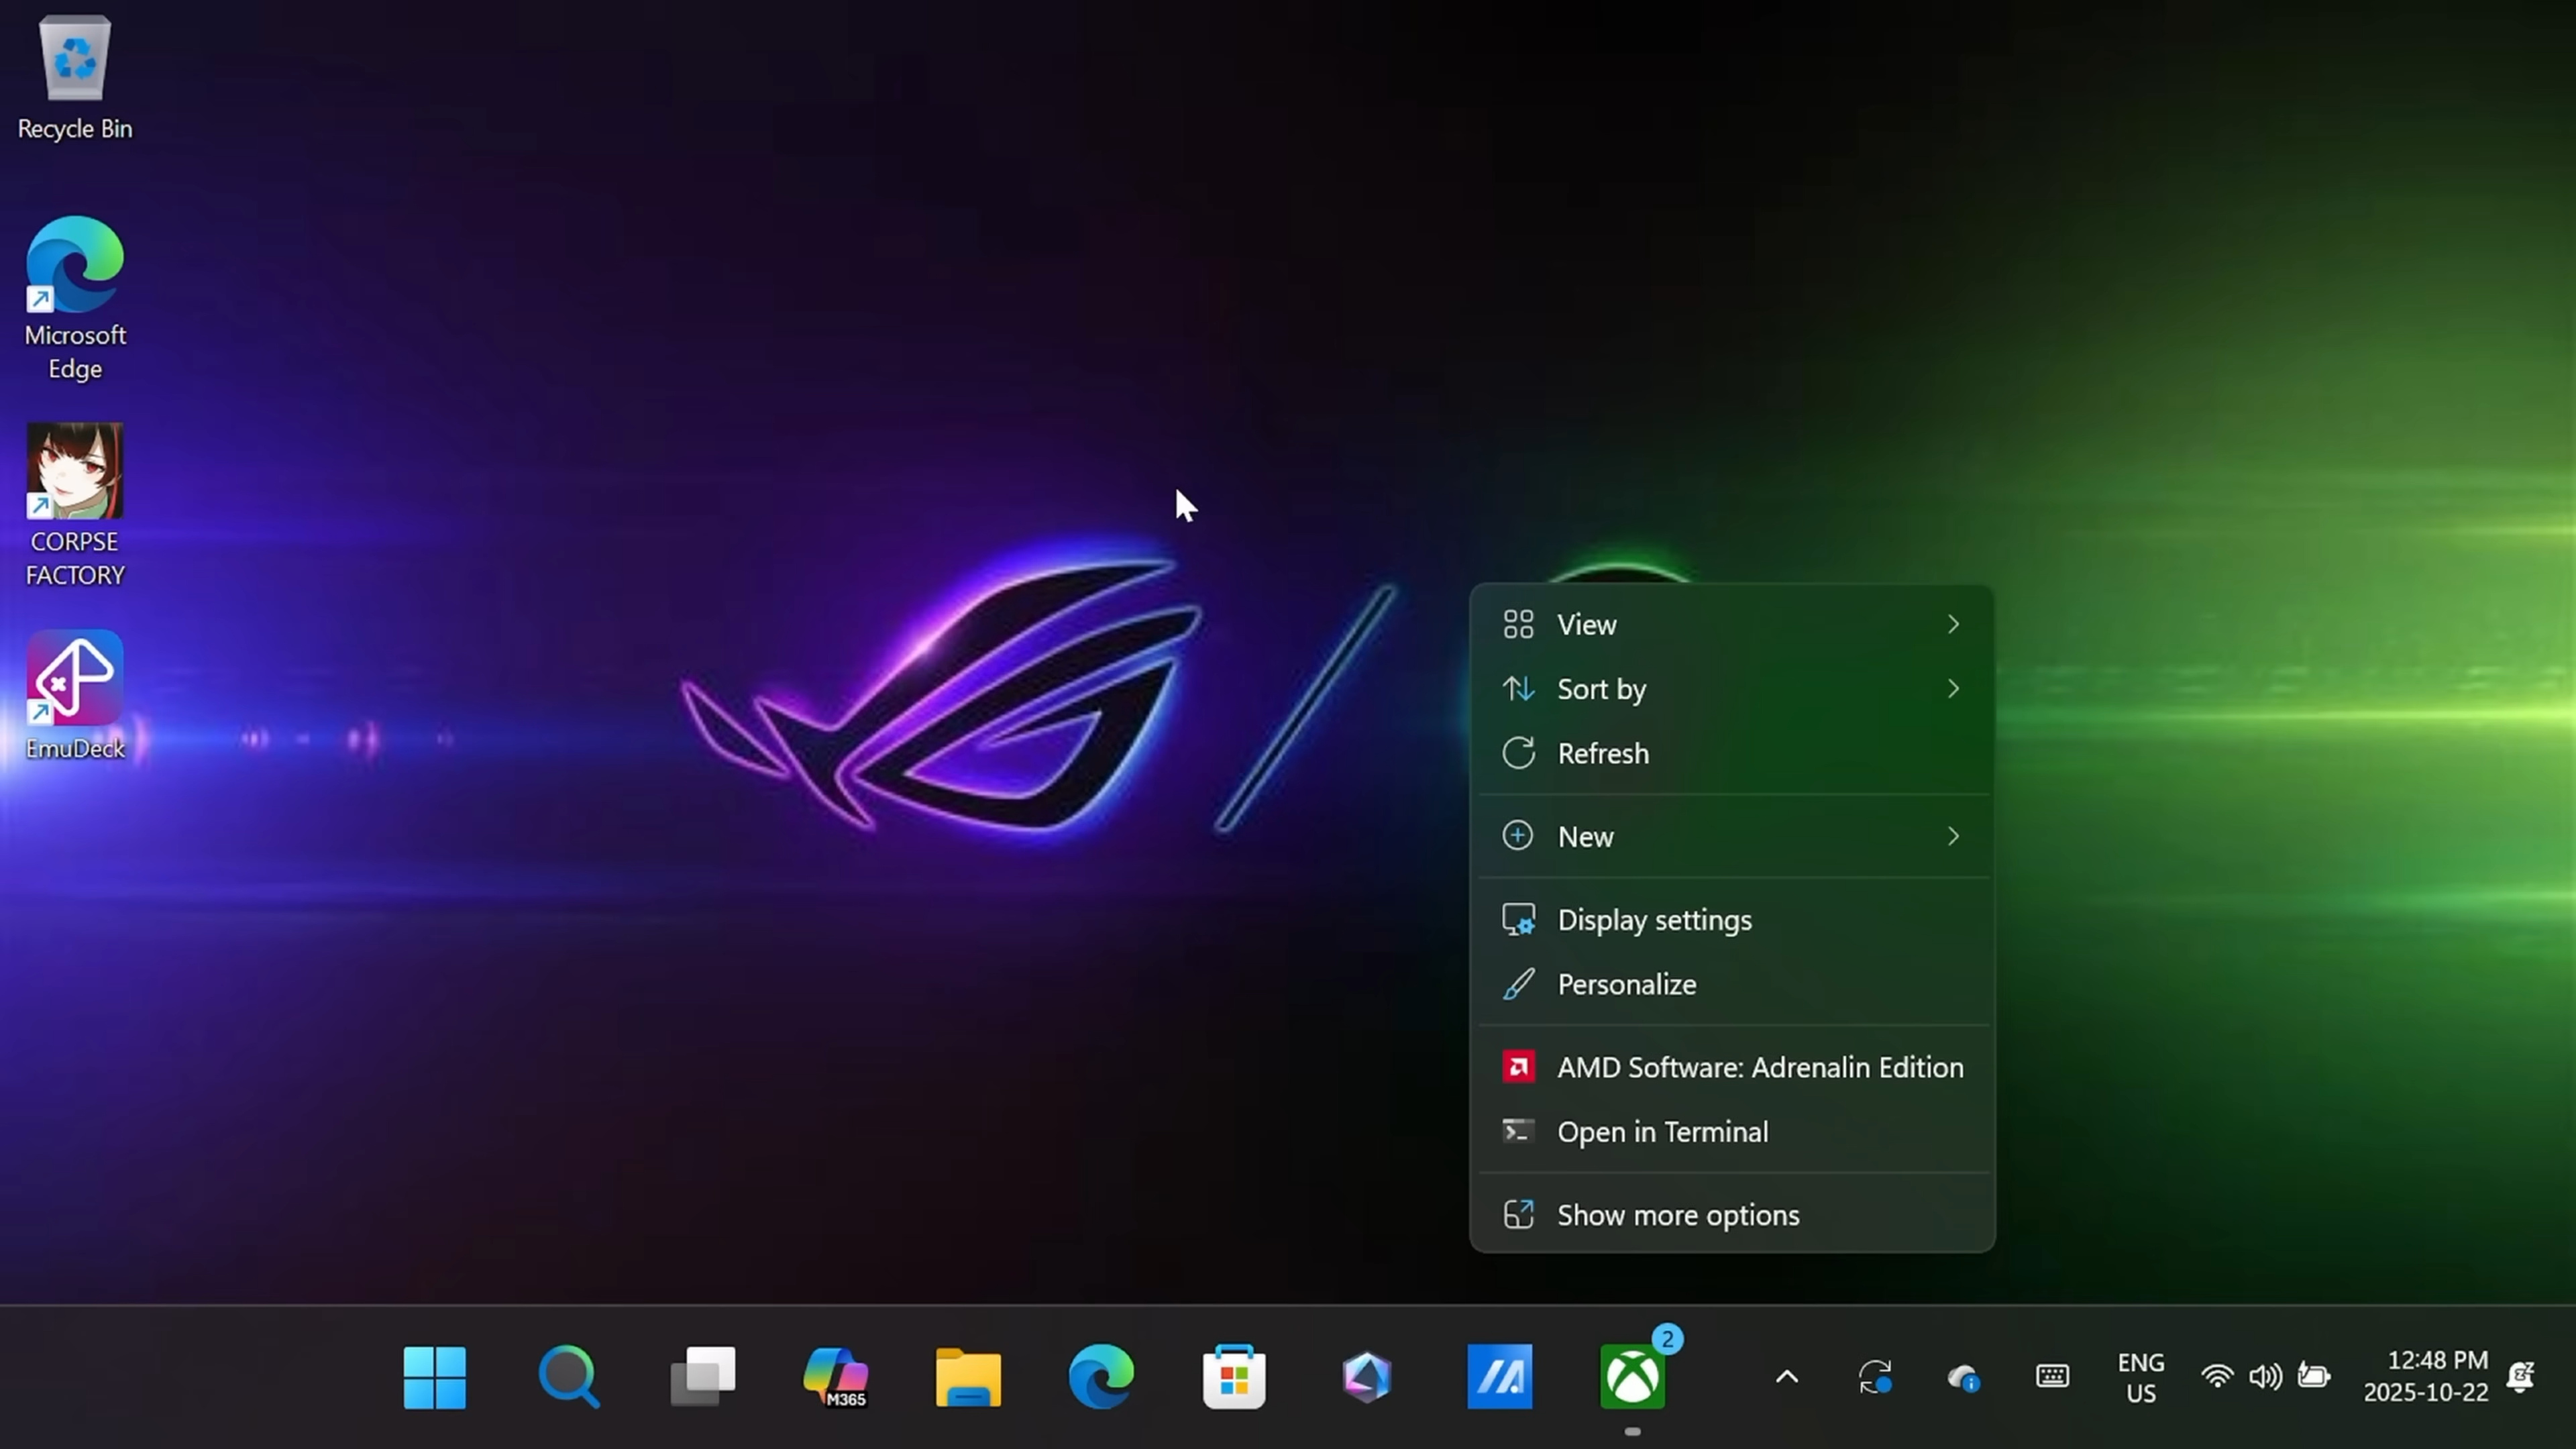 Recycle Bin
Microsoft
Edge
CORPSE
FACTORY
EmuDeck
View
Sort by
Refresh
New
Display settings
Personalize
AMD Software: Adrenalin Edition
Open in Terminal
Show more options
M365
2
ENG
US
12:48 PM
2025-10-22